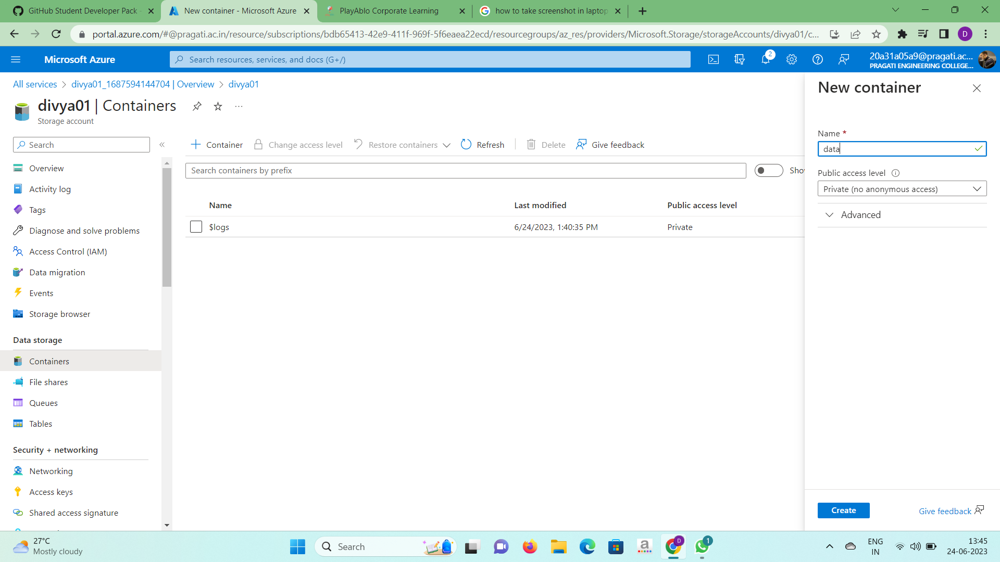 GitHub Student Developer Pack -
New container - Microsoft Azure
PlayAblo Corporate Learning
how to take screenshot in laptop
portal.azure.com/#@pragati.ac.in/resource/subscriptions/bdb65413-42e9-411f-969f-5f6eaea22ecd/resourcegroups/az_res/providers/Microsoft.Storage/storageAccounts/divya01/c...
D
Microsoft Azure
Search resources, services, and docs (G+/)
2
20a31a05a9@pragati.ac....
PRAGATI ENGINEERING COLLEGE...
All services > divya01_1687594144704 | Overview > divya01
divya01 | Containers
Storage account
Search
Container
Change access level
Restore containers
Refresh
Delete
Give feedback
Search containers by prefix
Name
Last modified
Public access level
$logs
6/24/2023, 1:40:35 PM
Private
Overview
Activity log
Tags
Diagnose and solve problems
Access Control (IAM)
Data migration
Events
Storage browser
Data storage
Containers
File shares
Queues
Tables
Security + networking
Networking
Access keys
Shared access signature
New container
Name *
data
Public access level
Private (no anonymous access)
Advanced
Create
Give feedback
27°C
Mostly cloudy
Search
a
D
1
ENG
IN
13:45
24-06-2023